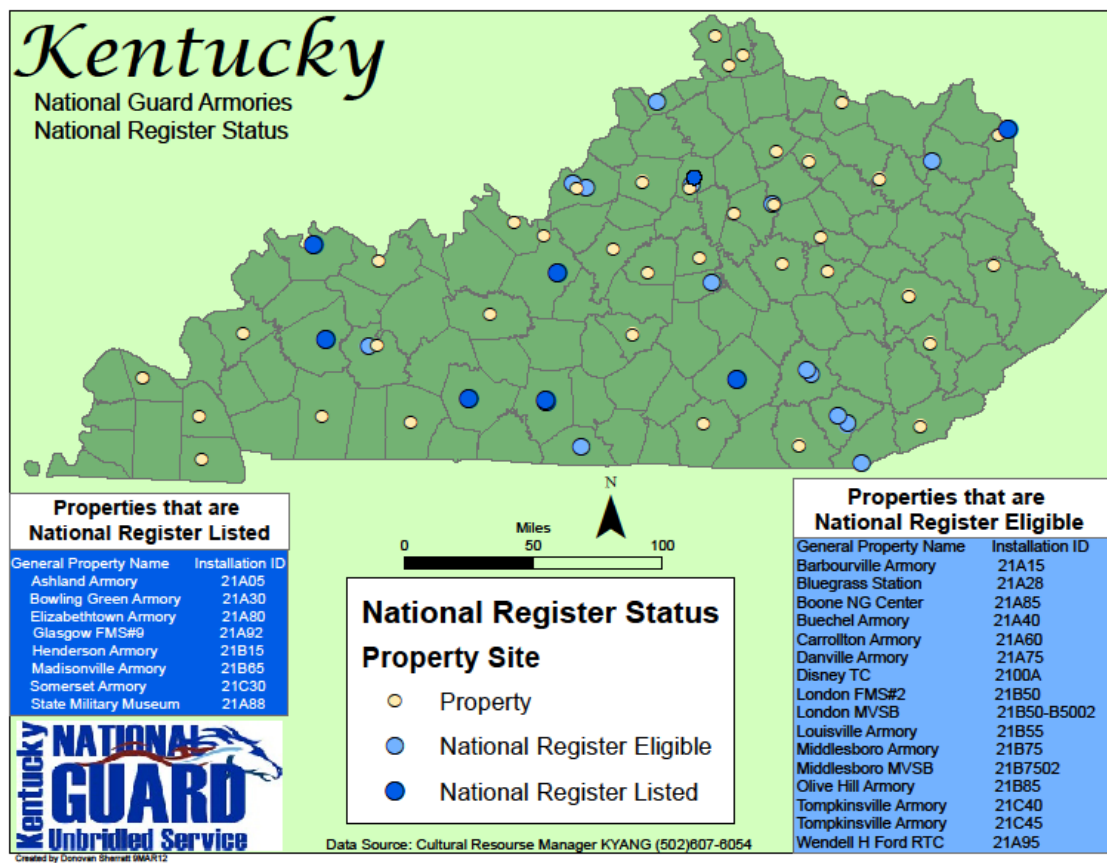 Kentucky
National Guard Armories
National Register Status
Properties that are
National Register Listed
General Property Name Installation ID
Ashland Armory 21A05
Bowling Green Armory 21A30
Elizabethtown Armory 21A80
Glasgow FMS#9 21A92
Henderson Armory 21B15
Madisonville Armory 21B65
Somerset Armory 21C30
State Military Museum 21A88
Kentucky
NATIONAL
GUARD
Unbridled Service
Created by Donovan Sherratt 9MAR12
N
Miles
0 50 100
National Register Status
Property Site
Property
National Register Eligible
National Register Listed
Data Source: Cultural Resourse Manager KYANG (502)607-6054
Properties that are
National Register Eligible
General Property Name Installation ID
Barbourville Armory 21A15
Bluegrass Station 21A28
Boone NG Center 21A85
Buechel Armory 21A40
Carrollton Armory 21A60
Danville Armory 21A75
Disney TC 2100A
London FMS#2 21B50
London MVSB 21B50-B5002
Louisville Armory 21B55
Middlesboro Armory 21B75
Middlesboro MVSB 21B7502
Olive Hill Armory 21B85
Tompkinsville Armory 21C40
Tompkinsville Armory 21C45
Wendell H Ford RTC 21A95